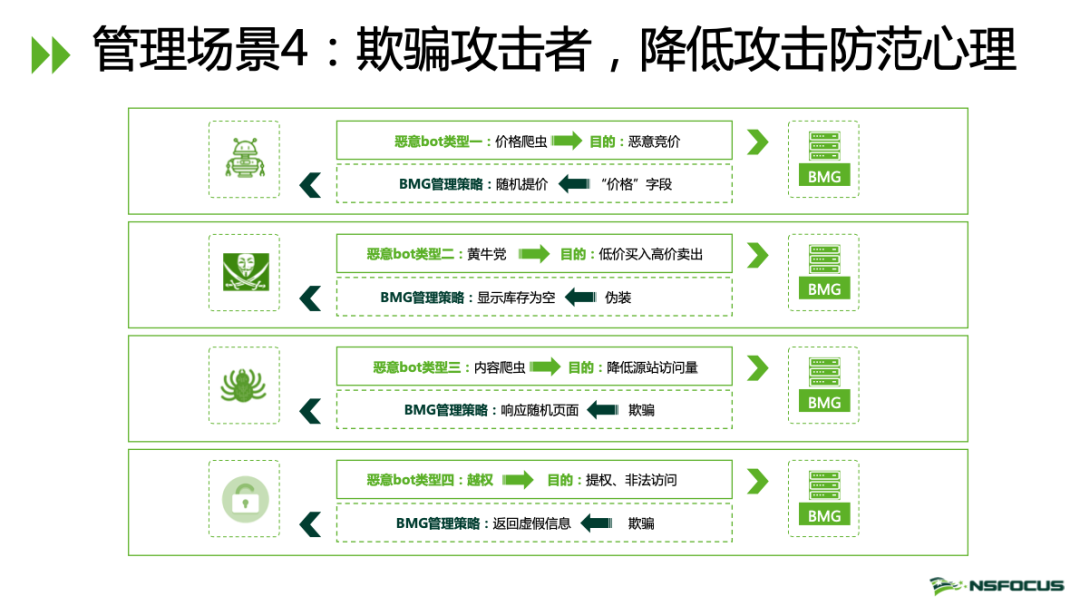 管理场景4：欺骗攻击者，降低攻击防范心理
恶意bot类型一：价格爬虫 目的：恶意竞价
BMG管理策略：随机提价 “价格”字段
BMG
恶意bot类型二：黄牛党 目的：低价买入高价卖出
BMG管理策略：显示库存为空 伪装
BMG
恶意bot类型三：内容爬虫 目的：降低源站访问量
BMG管理策略：响应随机页面 欺骗
BMG
恶意bot类型四：越权 目的：提权、非法访问
BMG管理策略：返回虚假信息 欺骗
BMG
NSFOCUS